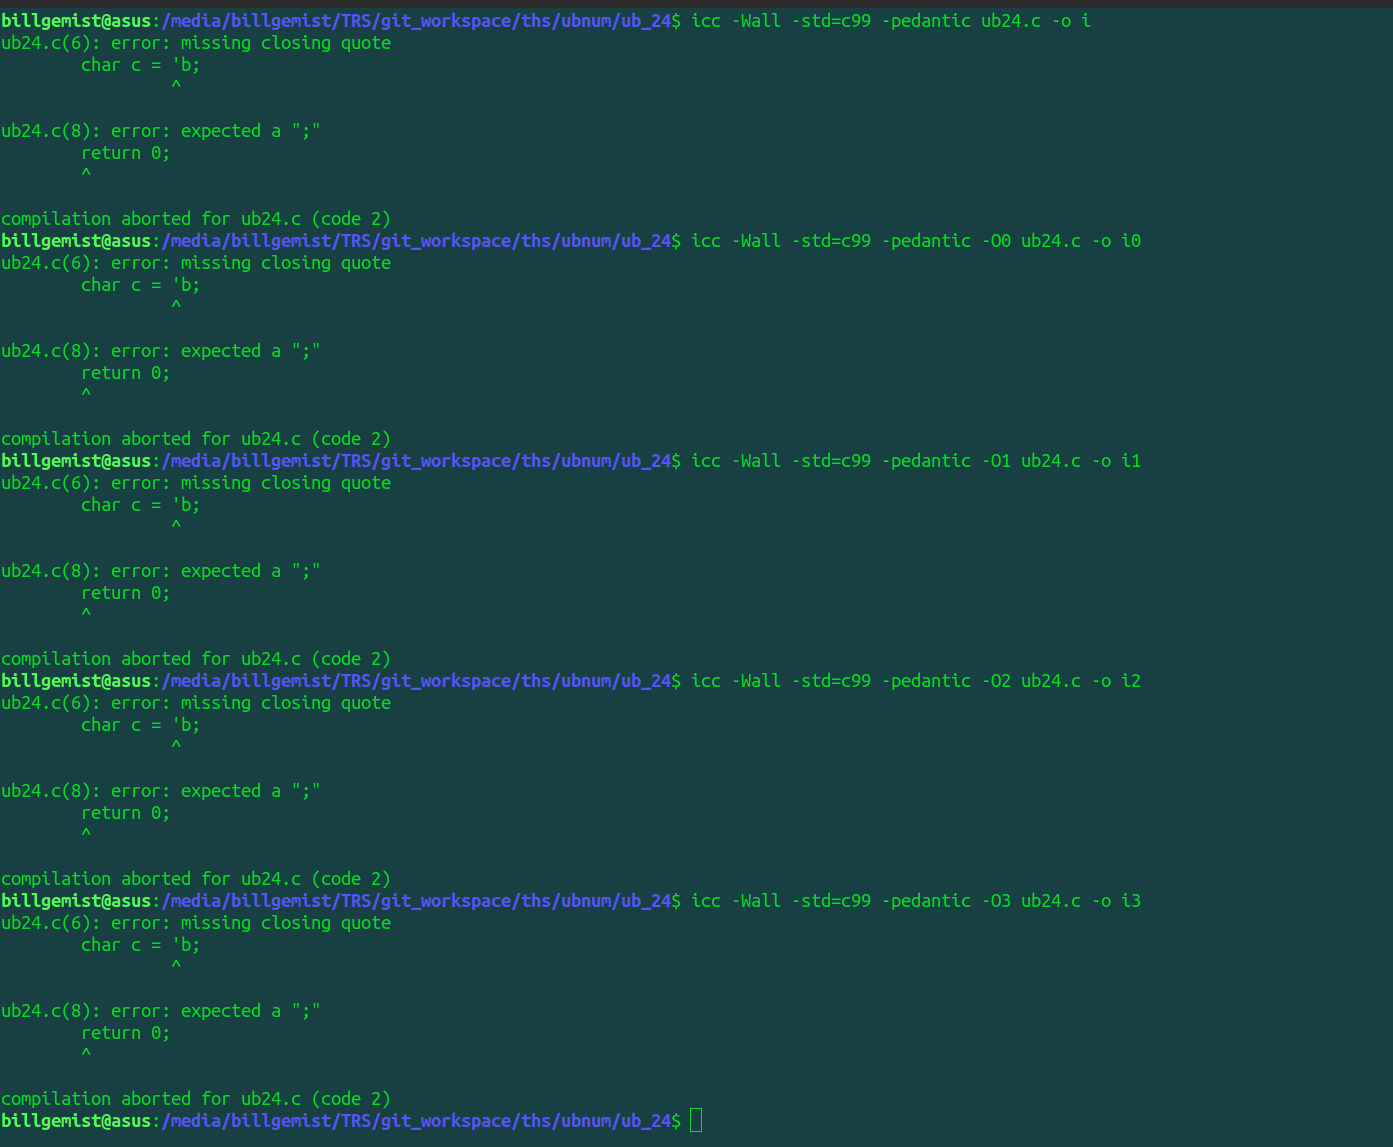 billgemist@asus:/media/billgemist/TRS/git_workspace/ths/ubnum/ub_24$ icc -Wall -std=c99 -pedantic ub24.c -o i
ub24.c(6): error: missing closing quote
        char c = 'b;
                 ^

ub24.c(8): error: expected a ";"
        return 0;
        ^

compilation aborted for ub24.c (code 2)
billgemist@asus:/media/billgemist/TRS/git_workspace/ths/ubnum/ub_24$ icc -Wall -std=c99 -pedantic -O0 ub24.c -o i0
ub24.c(6): error: missing closing quote
        char c = 'b;
                 ^

ub24.c(8): error: expected a ";"
        return 0;
        ^

compilation aborted for ub24.c (code 2)
billgemist@asus:/media/billgemist/TRS/git_workspace/ths/ubnum/ub_24$ icc -Wall -std=c99 -pedantic -O1 ub24.c -o i1
ub24.c(6): error: missing closing quote
        char c = 'b;
                 ^

ub24.c(8): error: expected a ";"
        return 0;
        ^

compilation aborted for ub24.c (code 2)
billgemist@asus:/media/billgemist/TRS/git_workspace/ths/ubnum/ub_24$ icc -Wall -std=c99 -pedantic -O2 ub24.c -o i2
ub24.c(6): error: missing closing quote
        char c = 'b;
                 ^

ub24.c(8): error: expected a ";"
        return 0;
        ^

compilation aborted for ub24.c (code 2)
billgemist@asus:/media/billgemist/TRS/git_workspace/ths/ubnum/ub_24$ icc -Wall -std=c99 -pedantic -O3 ub24.c -o i3
ub24.c(6): error: missing closing quote
        char c = 'b;
                 ^

ub24.c(8): error: expected a ";"
        return 0;
        ^

compilation aborted for ub24.c (code 2)
billgemist@asus:/media/billgemist/TRS/git_workspace/ths/ubnum/ub_24$